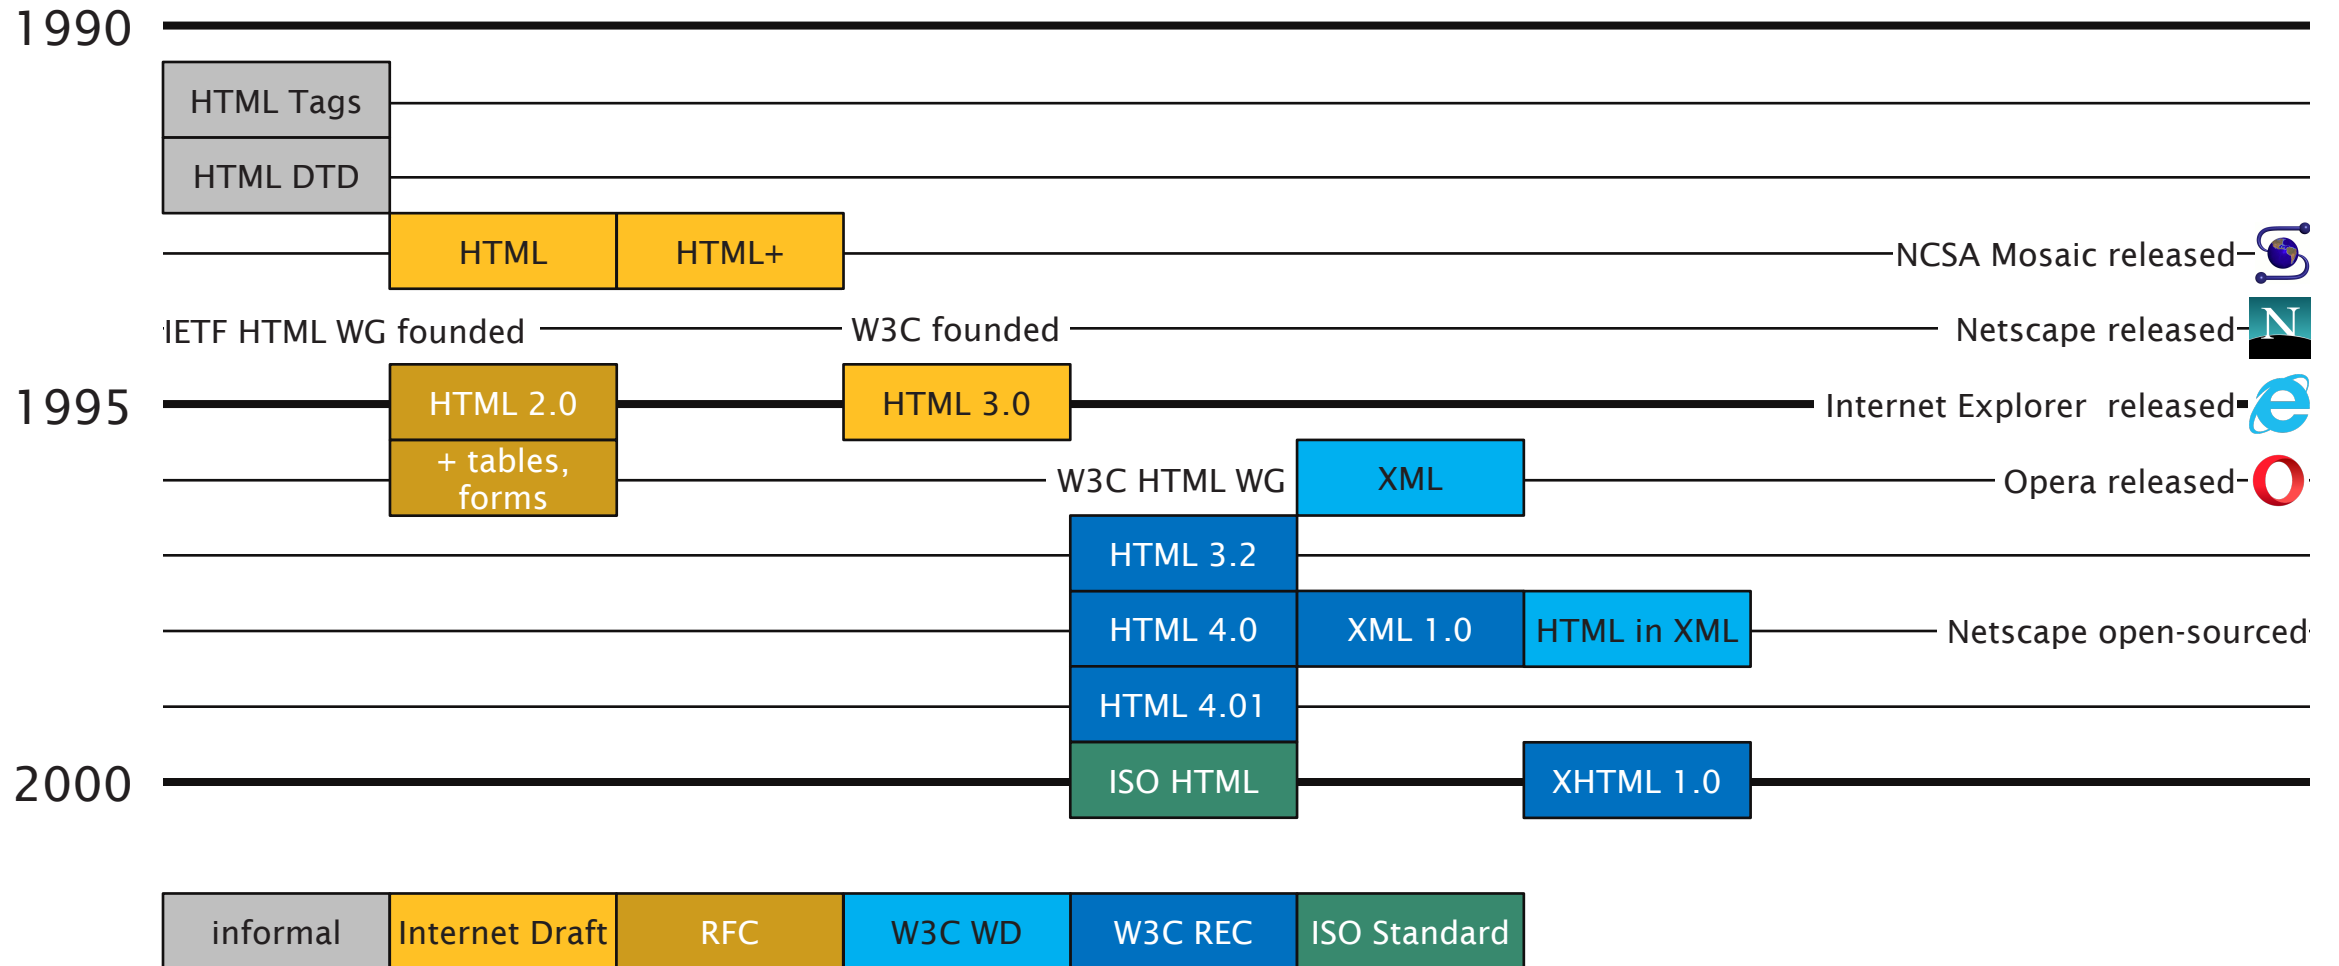 1990
HTML Tags
HTML DTD
HTML
HTML+
NCSA Mosaic released
IETF HTML WG founded
W3C founded
Netscape released
N
1995
HTML 2.0
HTML 3.0
Internet Explorer released
+ tables,
forms
W3C HTML WG
XML
Opera released
HTML 3.2
HTML 4.0
XML 1.0
HTML in XML
Netscape open-sourced
HTML 4.01
2000
ISO HTML
XHTML 1.0
informal
Internet Draft
RFC
W3C WD
W3C REC
ISO Standard